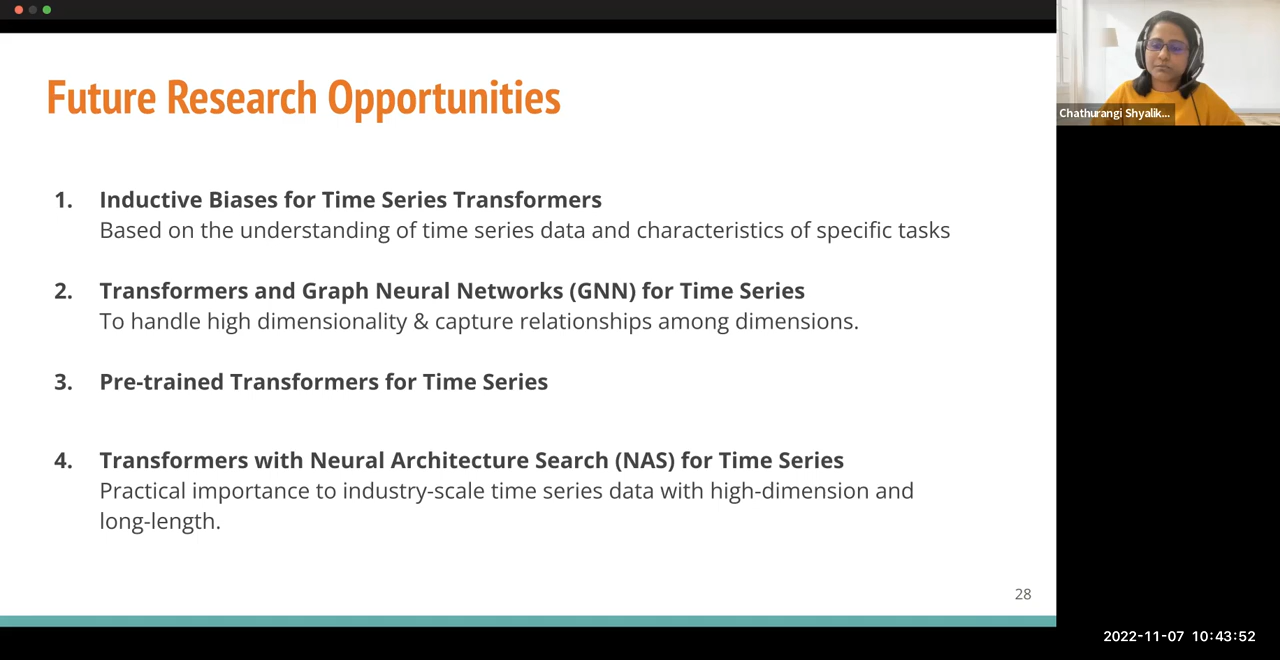 Future Research Opportunities
1. Inductive Biases for Time Series Transformers
Based on the understanding of time series data and characteristics of specific tasks
2. Transformers and Graph Neural Networks (GNN) for Time Series
To handle high dimensionality & capture relationships among dimensions.
3. Pre-trained Transformers for Time Series
4. Transformers with Neural Architecture Search (NAS) for Time Series
Practical importance to industry-scale time series data with high-dimension and
long-length.
28
Chathurangi Shyalik...
2022-11-07 10:43:52